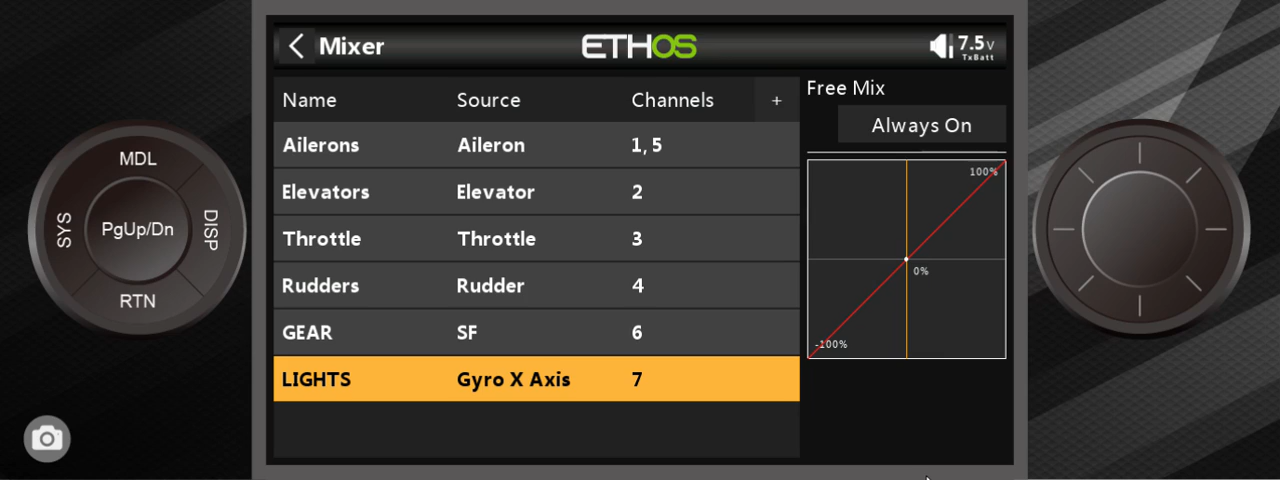 Mixer
ETHOS
7.5V
TxBatt
Name Source Channels +
Ailerons Aileron 1, 5
Elevators Elevator 2
Throttle Throttle 3
Rudders Rudder 4
GEAR SF 6
LIGHTS Gyro X Axis 7
Free Mix
Always On
100%
0%
-100%
MDL
SYS
PgUp/Dn
DISP
RTN